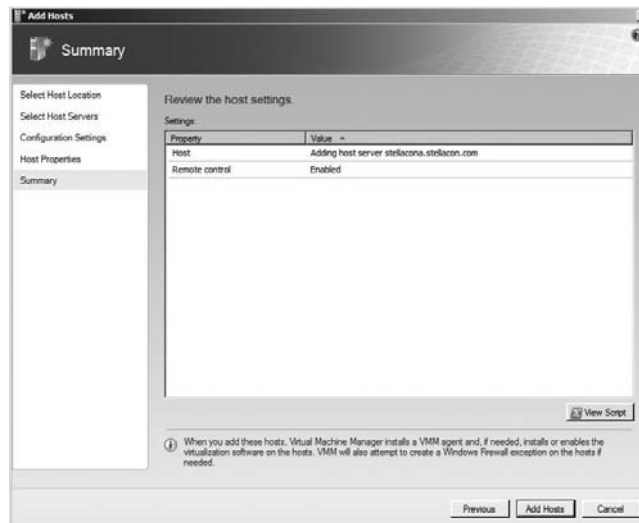 Add Hosts
Summary
Select Host Location
Select Host Servers
Configuration Settings
Host Properties
Summary
Review the host settings.
Settings:
Property Value
Host Adding host server stellacona.stellacon.com
Remote control Enabled
View Script
When you add these hosts, Virtual Machine Manager installs a VMM agent and, if needed, installs or enables the
virtualization software on the hosts. VMM will also attempt to create a Windows Firewall exception on the hosts if
needed.
Previous Add Hosts Cancel